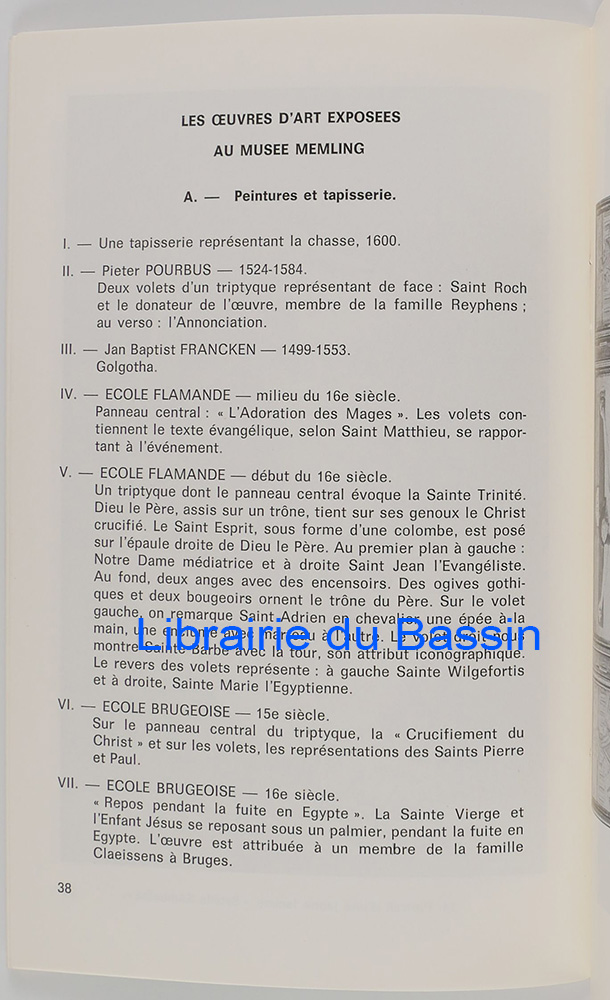 LES ŒUVRES D'ART EXPOSEES
AU MUSEE MEMLING
A. — Peintures et tapisserie.
I. — Une tapisserie représentant la chasse, 1600.
II. — Pieter POURBUS — 1524-1584.
Deux volets d'un triptyque représentant de face : Saint Roch
et le donateur de l'œuvre, membre de la famille Reyphens ;
au verso : l'Annonciation.
III. — Jan Baptist FRANCKEN — 1499-1553.
Golgotha.
IV. — ECOLE FLAMANDE — milieu du 16e siècle.
Panneau central : « L'Adoration des Mages ». Les volets con-
tiennent le texte évangélique, selon Saint Matthieu, se rappor-
tant à l'événement.
V. — ECOLE FLAMANDE — début du 16e siècle.
Un triptyque dont le panneau central évoque la Sainte Trinité.
Dieu le Père, assis sur un trône, tient sur ses genoux le Christ
crucifié. Le Saint Esprit, sous forme d'une colombe, est posé
sur l'épaule droite de Dieu le Père. Au premier plan à gauche :
Notre Dame médiatrice et à droite Saint Jean l'Evangéliste.
Au fond, deux anges avec des encensoirs. Des ogives gothi-
ques et deux bougeoirs ornent le trône du Père. Sur le volet
gauche, on remarque Saint Adrien en chevalier une épée à la
main, une enclume avec marteau à l'autre. Le volet droit nous
montre Sainte Barbe avec la tour, son attribut iconographique.
Le revers des volets représente : à gauche Sainte Wilgefortis
et à droite, Sainte Marie l'Egyptienne.
VI. — ECOLE BRUGEOISE — 15e siècle.
Sur le panneau central du triptyque, la « Crucifiement du
Christ » et sur les volets, les représentations des Saints Pierre
et Paul.
VII. — ECOLE BRUGEOISE — 16e siècle.
« Repos pendant la fuite en Egypte ». La Sainte Vierge et
l'Enfant Jésus se reposant sous un palmier, pendant la fuite en
Egypte. L'œuvre est attribuée à un membre de la famille
Claeissens à Bruges.
38
Librairie du Bassin